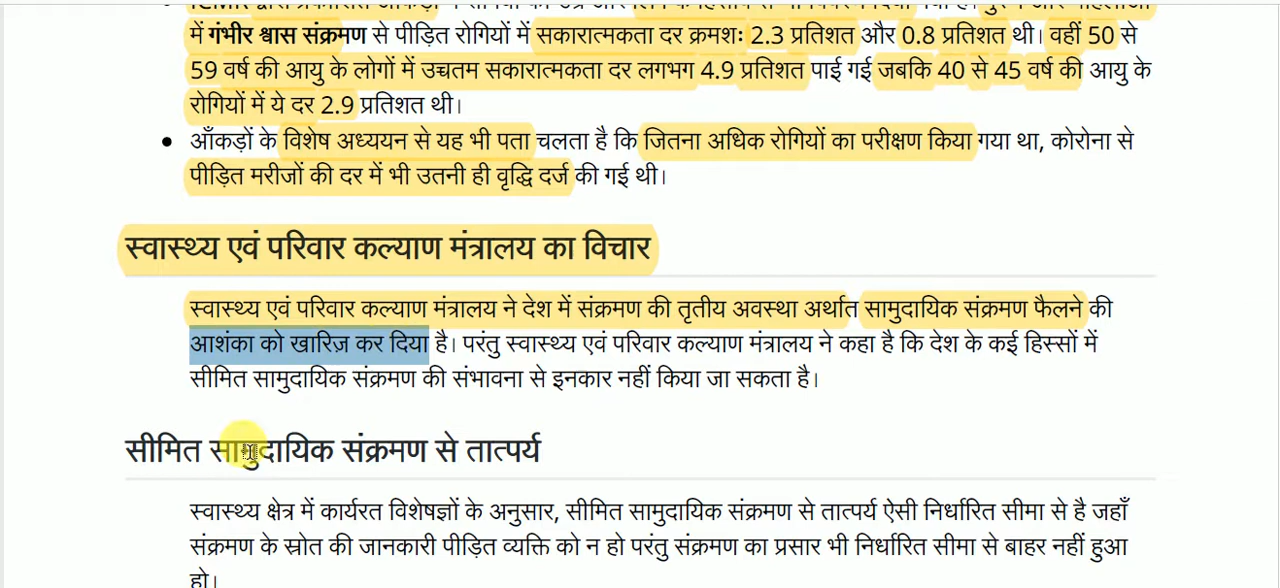 में गंभीर श्वास संक्रमण से पीड़ित रोगियों में सकारात्मकता दर क्रमशः 2.3 प्रतिशत और 0.8 प्रतिशत थी। वहीं 50 से
59 वर्ष की आयु के लोगों में उच्चतम सकारात्मकता दर लगभग 4.9 प्रतिशत पाई गई जबकि 40 से 45 वर्ष की आयु के
रोगियों में ये दर 2.9 प्रतिशत थी।
• आँकड़ों के विशेष अध्ययन से यह भी पता चलता है कि जितना अधिक रोगियों का परीक्षण किया गया था, कोरोना से
पीड़ित मरीजों की दर में भी उतनी ही वृद्धि दर्ज की गई थी।
स्वास्थ्य एवं परिवार कल्याण मंत्रालय का विचार
स्वास्थ्य एवं परिवार कल्याण मंत्रालय ने देश में संक्रमण की तृतीय अवस्था अर्थात सामुदायिक संक्रमण फैलने की
आशंका को खारिज़ कर दिया है। परंतु स्वास्थ्य एवं परिवार कल्याण मंत्रालय ने कहा है कि देश के कई हिस्सों में
सीमित सामुदायिक संक्रमण की संभावना से इनकार नहीं किया जा सकता है।
सीमित सामुदायिक संक्रमण से तात्पर्य
स्वास्थ्य क्षेत्र में कार्यरत विशेषज्ञों के अनुसार, सीमित सामुदायिक संक्रमण से तात्पर्य ऐसी निर्धारित सीमा से है जहाँ
संक्रमण के स्रोत की जानकारी पीड़ित व्यक्ति को न हो परंतु संक्रमण का प्रसार भी निर्धारित सीमा से बाहर नहीं हुआ
हो।